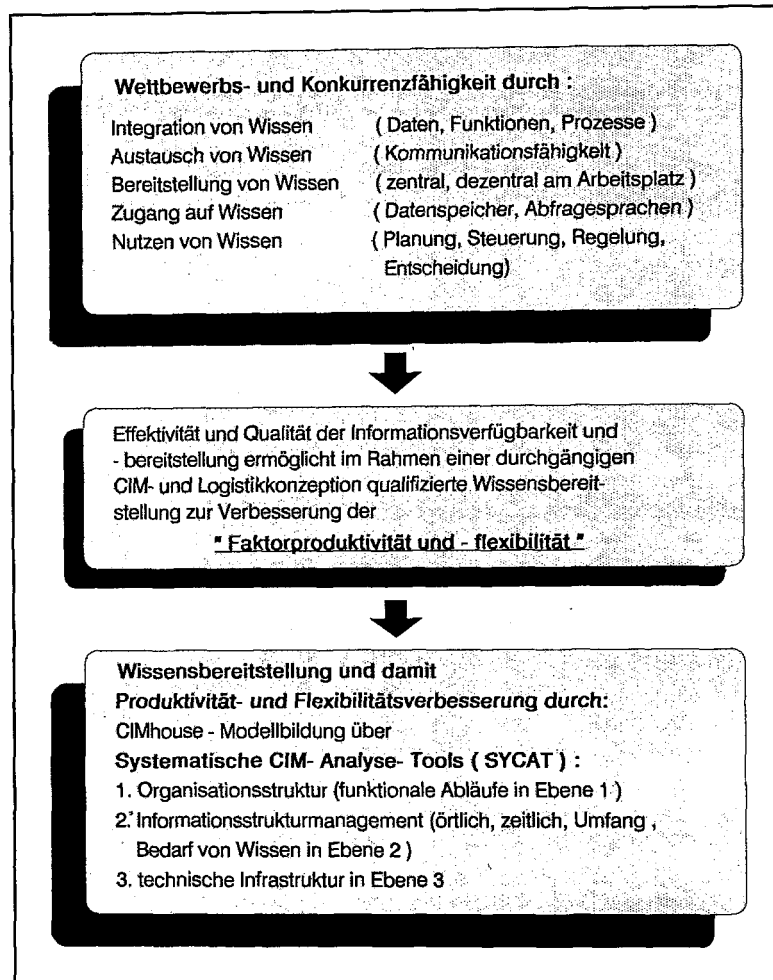 Wettbewerbs- und Konkurrenzfähigkeit durch :
Integration von Wissen ( Daten, Funktionen, Prozesse )
Austausch von Wissen ( Kommunikationsfähigkeit )
Bereitstellung von Wissen ( zentral, dezentral am Arbeitsplatz )
Zugang auf Wissen ( Datenspeicher, Abfragesprachen )
Nutzen von Wissen ( Planung, Steuerung, Regelung,
Entscheidung)
Effektivität und Qualität der Informationsverfügbarkeit und
- bereitstellung ermöglicht im Rahmen einer durchgängigen
CIM- und Logistikkonzeption qualifizierte Wissensbereit-
stellung zur Verbesserung der
" Faktorproduktivität und - flexibilität "
Wissensbereitstellung und damit
Produktivität- und Flexibilitätsverbesserung durch:
CIMhouse - Modellbildung über
Systematische CIM- Analyse- Tools ( SYCAT ) :
1. Organisationsstruktur (funktionale Abläufe in Ebene 1 )
2. Informationsstrukturmanagement (örtlich, zeitlich, Umfang ,
Bedarf von Wissen in Ebene 2 )
3. technische Infrastruktur in Ebene 3